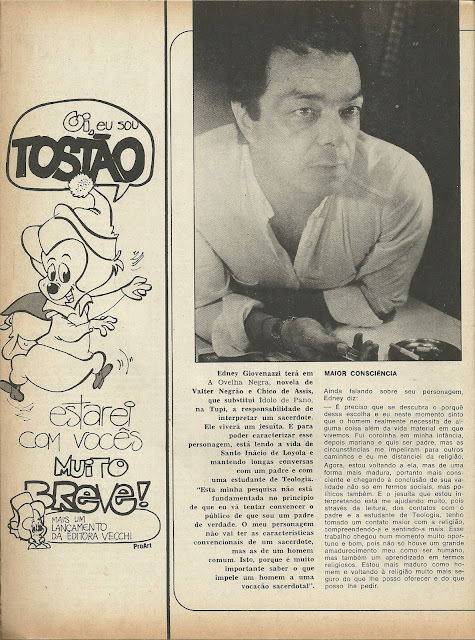 Oi, eu sou
TOSTÃO
estarei
COM VOCÊS
MUITO
BREVE!
MAIS UM
LANÇAMENTO
DA EDITORA VECCHI
ProArt
Edney Giovenazzi terá em
A Ovelha Negra, novela de
Valter Negrão e Chico de Assis,
que substitui Ídolo de Pano,
na Tupi, a responsabilidade de
interpretar um sacerdote.
Ele viverá um jesuíta. E para
poder caracterizar esse
personagem, está lendo a vida de
Santo Inácio de Loyola e
mantendo longas conversas
com um padre e com
uma estudante de Teologia.
"Esta minha pesquisa não está
fundamentada no princípio
de que eu vá tentar convencer o
público de que sou um padre
de verdade. O meu personagem
não vai ter as características
convencionais de um sacerdote,
mas as de um homem
comum. Isto, porque é muito
importante saber o que
impele um homem a uma
vocação sacerdotal".
MAIOR CONSCIÊNCIA
Ainda falando sobre seu personagem,
Edney diz:
— É preciso que se descubra o porquê
dessa escolha e eu neste momento sinto
que o homem realmente necessita de al-
guma coisa além da vida material em que
vivemos. Fui coroinha em minha infância,
depois mariano e quis ser padre, mas as
circunstâncias me impeliram para outros
caminhos e eu me distanciei da religião.
Agora, estou voltando a ela, mas de uma
forma mais madura, portanto mais cons-
ciente e chegando à conclusão de sua va-
lidade não só em termos sociais, mas po-
líticos também. E o jesuíta que estou in-
terpretando está me ajudando muito, pois
através da leitura, dos contatos com o
padre e a estudante de Teologia, tenho
tomado um contato maior com a religião,
compreendendo-a e sentindo-a mais. Esse
trabalho chegou num momento muito opor-
tuno e bom, pois não só houve um grande
amadurecimento meu como ser humano,
mas também um aprendizado em termos
religiosos. Estou mais maduro como ho-
mem e voltando à religião muito mais se-
guro do que lhe posso oferecer e do que
posso lhe pedir.